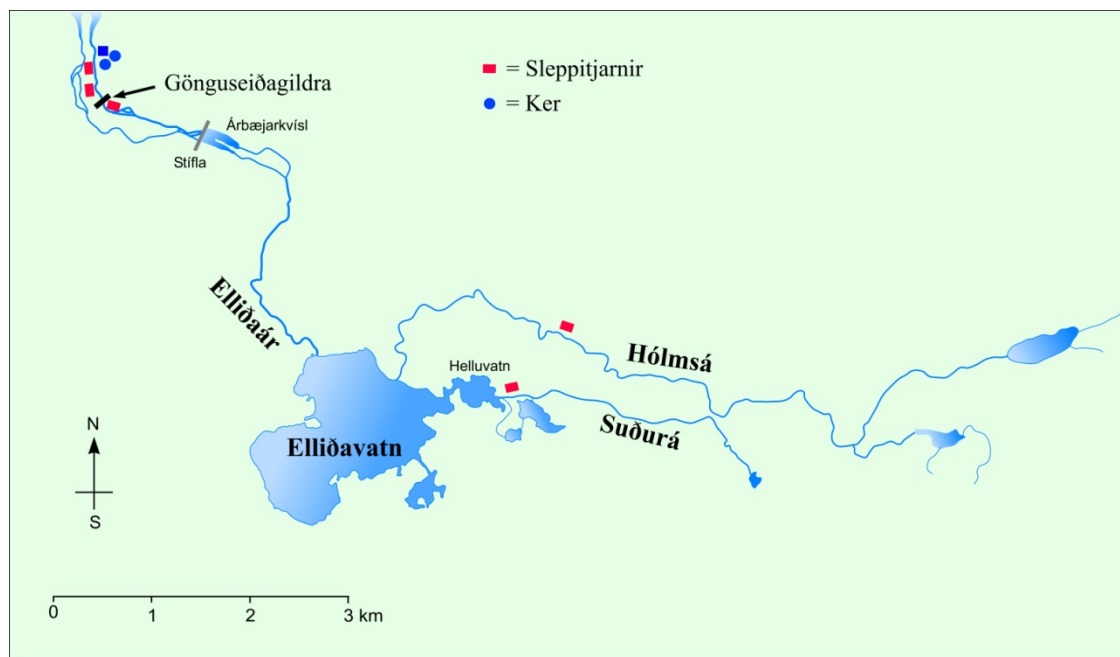 Gönguseiðagildra
= Sleppitjarnir
= Ker
Árbæjarkvísl
Stífla
Elliðaár
Hólmsá
Helluvatn
Suðurá
Elliðavatn
N
S
0 1 2 3 km